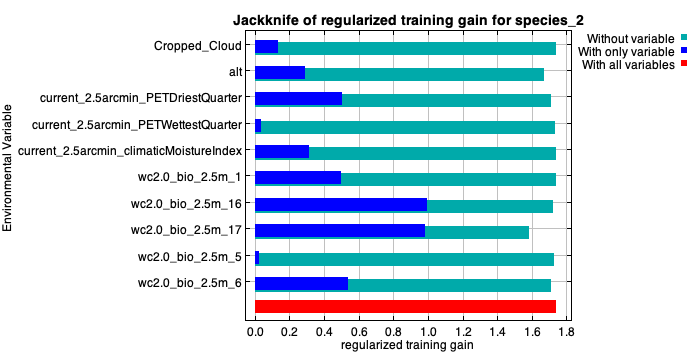 Jackknife of regularized training gain for species_2
Without variable
With only variable
With all variables
Environmental Variable
Cropped_Cloud
alt
current_2.5arcmin_PETDriestQuarter
current_2.5arcmin_PETWettestQuarter
current_2.5arcmin_climaticMoistureIndex
wc2.0_bio_2.5m_1
wc2.0_bio_2.5m_16
wc2.0_bio_2.5m_17
wc2.0_bio_2.5m_5
wc2.0_bio_2.5m_6
0.0 0.2 0.4 0.6 0.8 1.0 1.2 1.4 1.6 1.8
regularized training gain